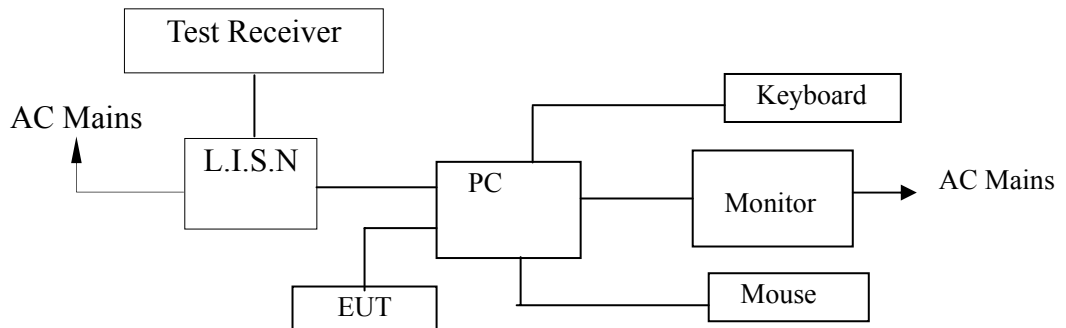 Test Receiver
Keyboard
AC Mains
L.I.S.N
PC
AC Mains
Monitor
EUT
Mouse